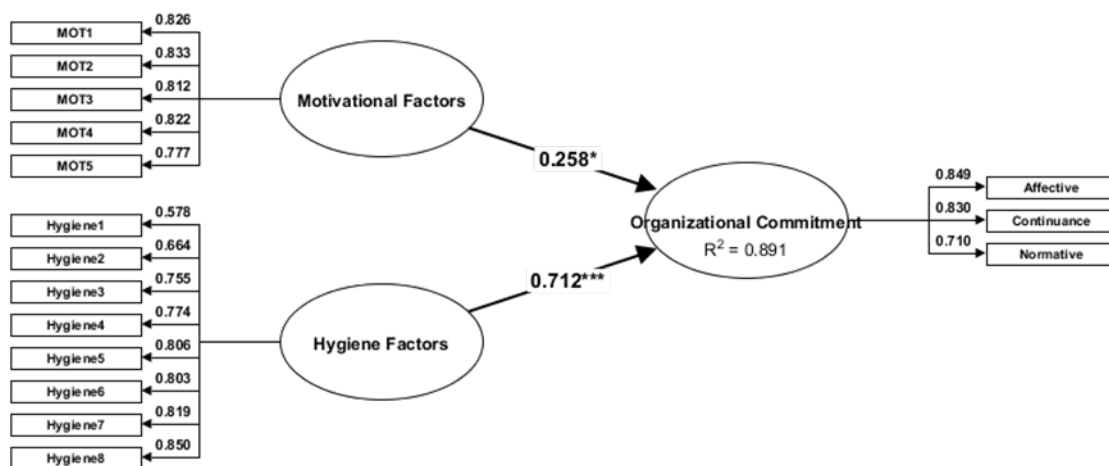 0.826
MOT1
0.833
MOT2
0.812
MOT3
0.822
MOT4
0.777
MOT5
Motivational Factors
0.258*
0.578
Hygiene1
0.664
Hygiene2
0.755
Hygiene3
0.774
Hygiene4
0.806
Hygiene5
0.803
Hygiene6
0.819
Hygiene7
0.850
Hygiene8
Hygiene Factors
0.712***
Organizational Commitment
R² = 0.891
0.849
Affective
0.830
Continuance
0.710
Normative